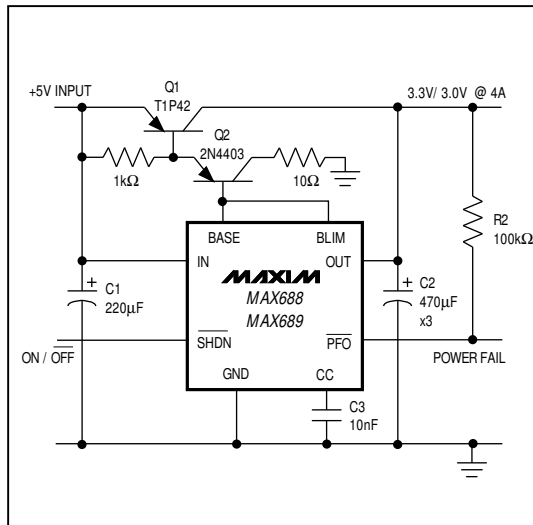 Q1
+5V INPUT
T1P42
3.3V/ 3.0V @ 4A
Q2
2N4403
1kΩ
10Ω
R2
100kΩ
BASE
BLIM
IN
MAXIM
OUT
C1
220µF
MAX688
MAX689
C2
470µF
x3
ON / OFF
SHDN
PFO
POWER FAIL
GND
CC
C3
10nF